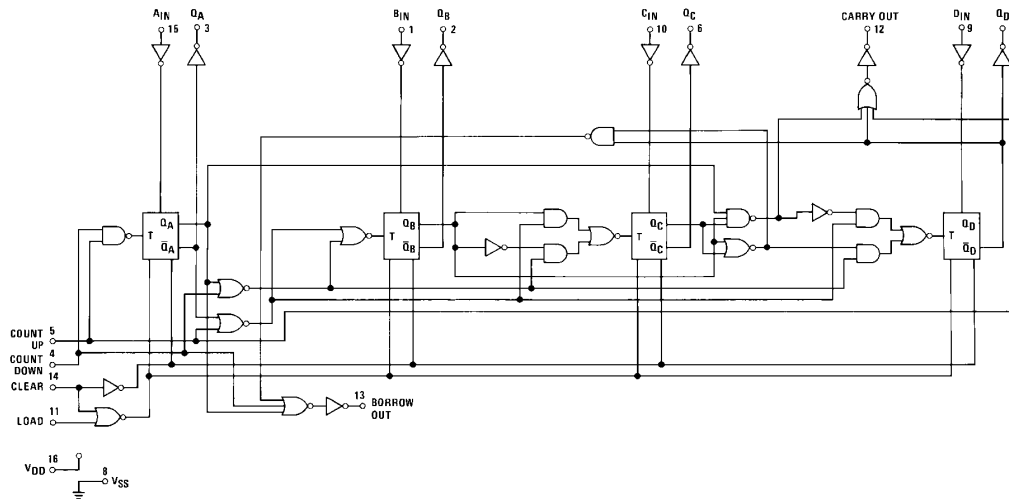 AIN QA BIN QB CIN QC CARRY OUT DIN QD
15 3 1 2 10 6 12 9
QA QB QC QD
T T T T
Q̄A Q̄B Q̄C Q̄D
COUNT UP 5
COUNT DOWN 4
CLEAR 14
LOAD 11
13 BORROW OUT
VDD 16
8 VSS